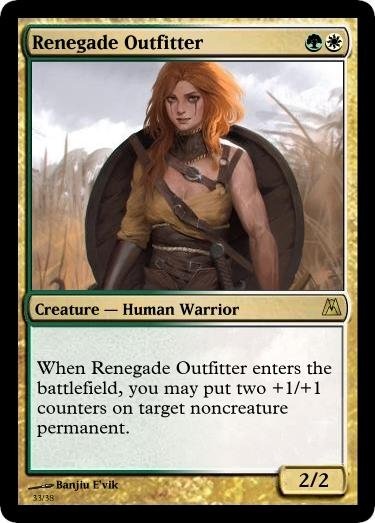 Renegade Outfitter
Creature — Human Warrior
When Renegade Outfitter enters the
battlefield, you may put two +1/+1
counters on target noncreature
permanent.
Banjiu E'vik
2/2
33/38